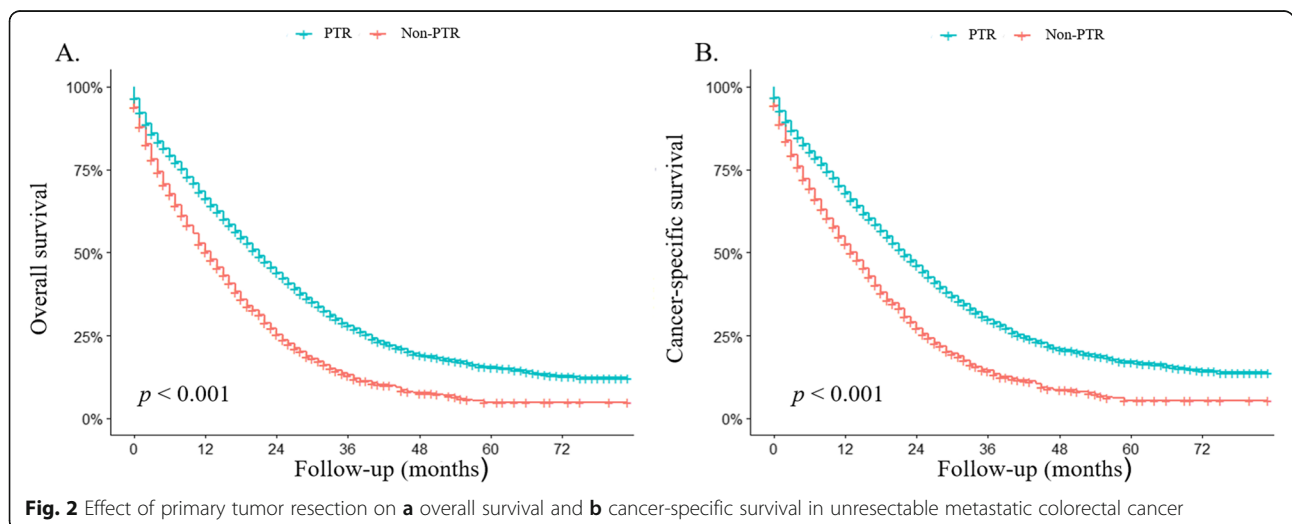 PTR Non-PTR
A.
100%
75%
50%
25%
0%
Overall survival
p < 0.001
0 12 24 36 48 60 72
Follow-up (months)
PTR Non-PTR
B.
100%
75%
50%
25%
0%
Cancer-specific survival
p < 0.001
0 12 24 36 48 60 72
Follow-up (months)
Fig. 2 Effect of primary tumor resection on a overall survival and b cancer-specific survival in unresectable metastatic colorectal cancer